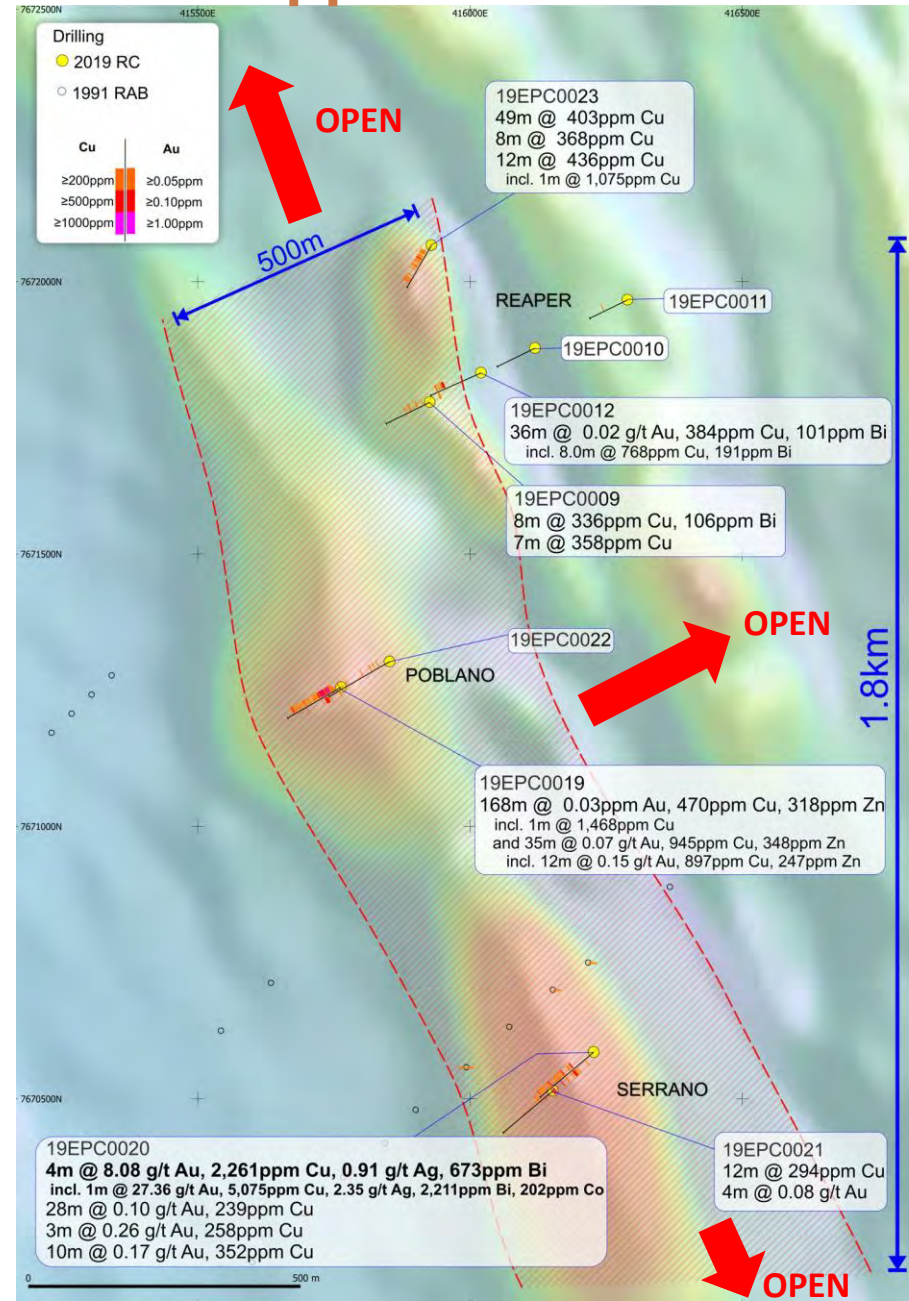 7672500N
415500E
416000E
416500E
Drilling
2019 RC
1991 RAB
Cu Au
≥200ppm ≥0.05ppm
≥500ppm ≥0.10ppm
≥1000ppm ≥1.00ppm
OPEN
19EPC0023
49m @ 403ppm Cu
8m @ 368ppm Cu
12m @ 436ppm Cu
incl. 1m @ 1,075ppm Cu
500m
7672000N
REAPER
19EPC0011
19EPC0010
19EPC0012
36m @ 0.02 g/t Au, 384ppm Cu, 101ppm Bi
incl. 8.0m @ 768ppm Cu, 191ppm Bi
19EPC0009
8m @ 336ppm Cu, 106ppm Bi
7m @ 358ppm Cu
7671500N
OPEN
19EPC0022
POBLANO
1.8km
19EPC0019
168m @ 0.03ppm Au, 470ppm Cu, 318ppm Zn
incl. 1m @ 1,468ppm Cu
and 35m @ 0.07 g/t Au, 945ppm Cu, 348ppm Zn
incl. 12m @ 0.15 g/t Au, 897ppm Cu, 247ppm Zn
7671000N
7670500N
SERRANO
19EPC0020
4m @ 8.08 g/t Au, 2,261ppm Cu, 0.91 g/t Ag, 673ppm Bi
incl. 1m @ 27.36 g/t Au, 5,075ppm Cu, 2.35 g/t Ag, 2,211ppm Bi, 202ppm Co
28m @ 0.10 g/t Au, 239ppm Cu
3m @ 0.26 g/t Au, 258ppm Cu
10m @ 0.17 g/t Au, 352ppm Cu
19EPC0021
12m @ 294ppm Cu
4m @ 0.08 g/t Au
0 500 m
OPEN